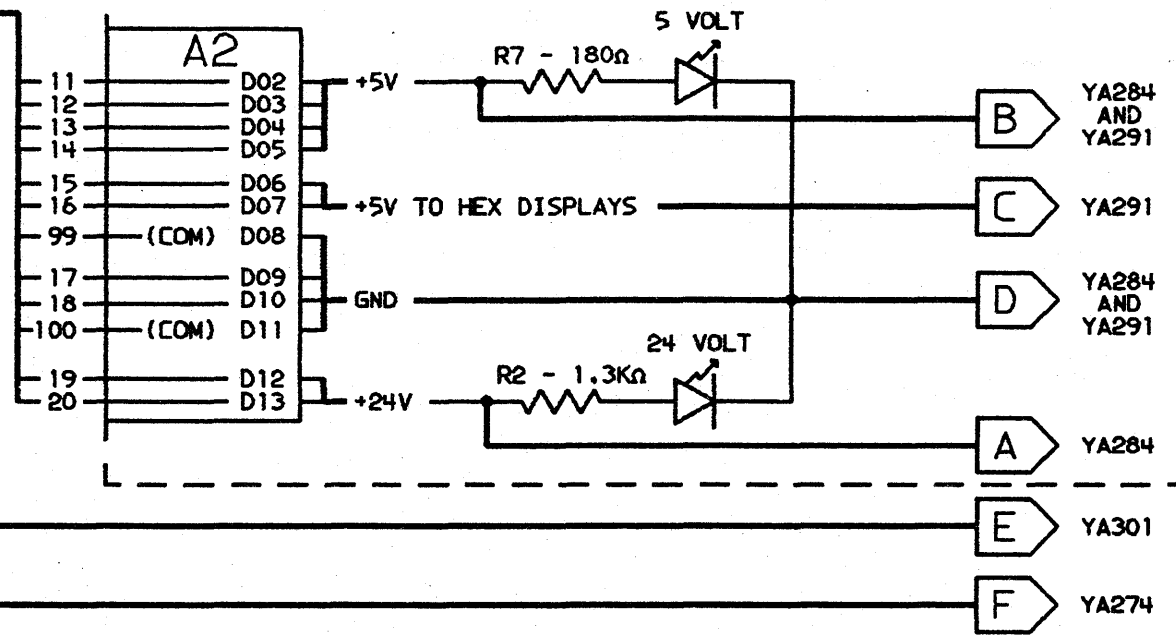 5 VOLT
A2
R7 - 180Ω
11 D02 +5V
12 D03
13 D04
14 D05
B
YA284
AND
YA291
15 D06
16 D07 +5V TO HEX DISPLAYS
C
YA291
99 (COM) D08
17 D09
18 D10 GND
100 (COM) D11
D
YA284
AND
YA291
24 VOLT
R2 - 1.3KΩ
19 D12
20 D13 +24V
A
YA284
E
YA301
F
YA274